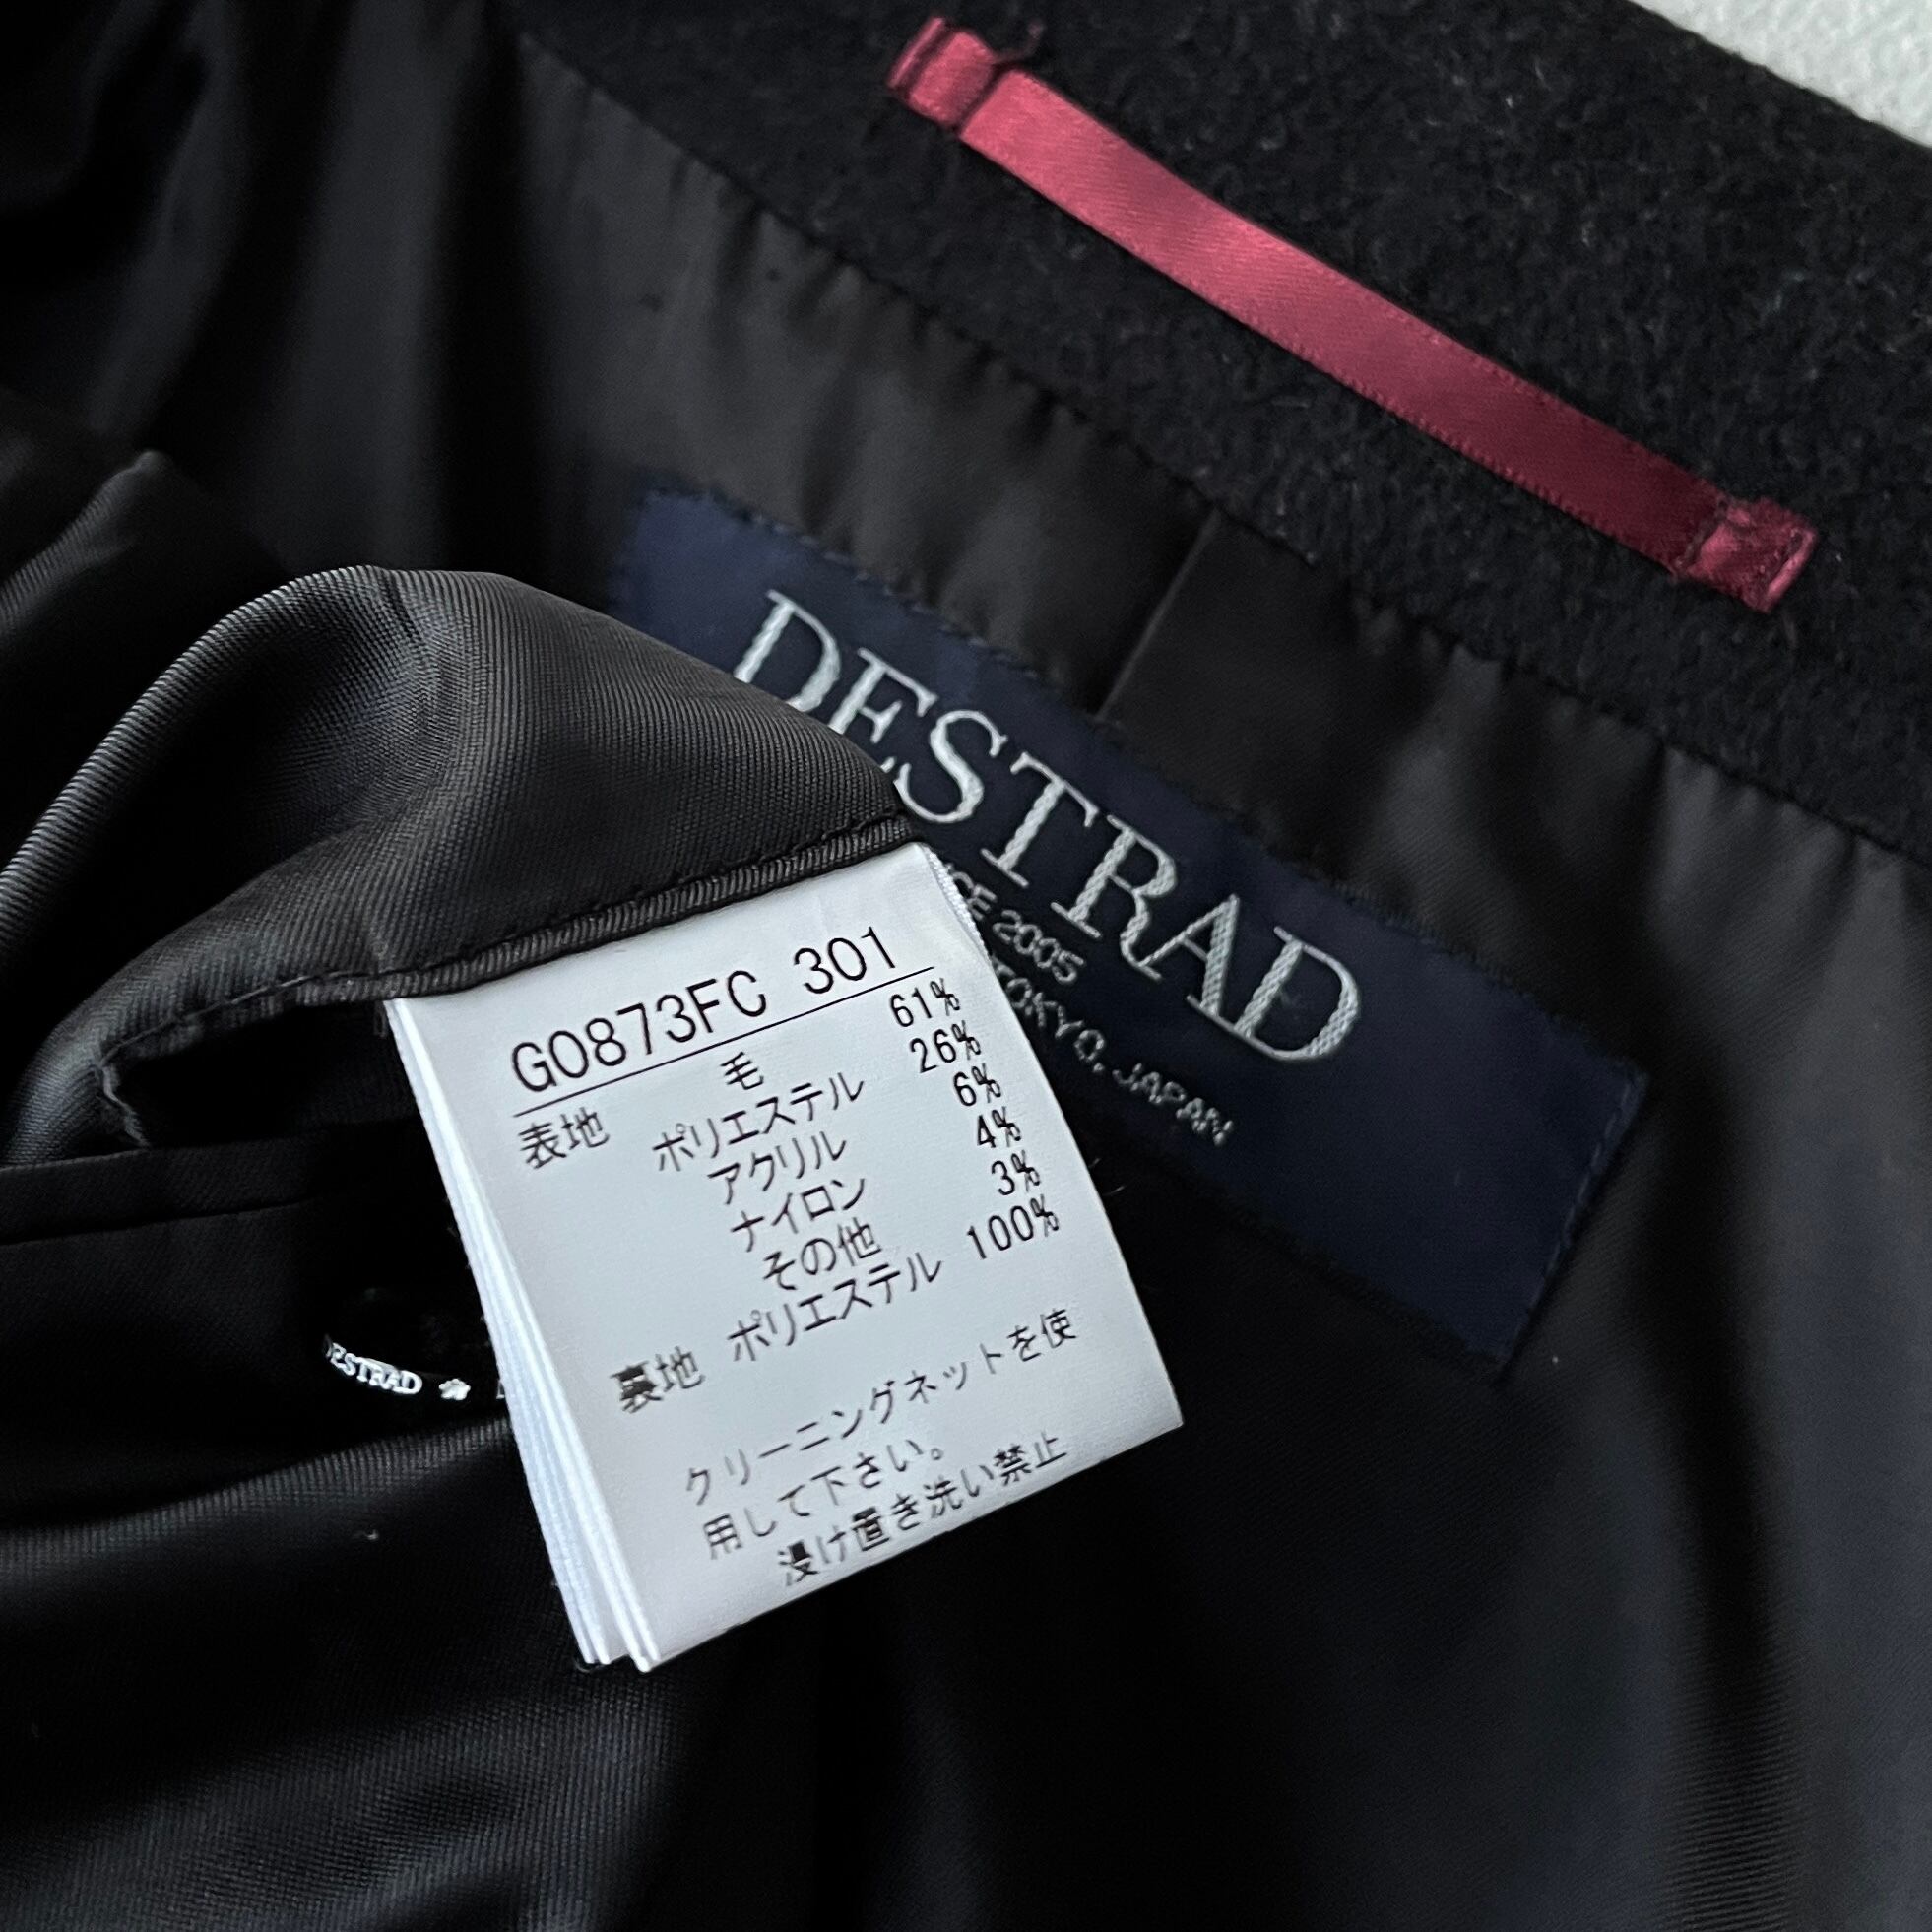 DESTRAD
CE 2005
TOKYO, JAPAN
G0873FC 301
表地 毛 61%
ポリエステル 26%
アクリル 6%
ナイロン 4%
その他 3%
裏地 ポリエステル 100%
クリーニングネットを使
用して下さい。
浸け置き洗い禁止
DESTRAD